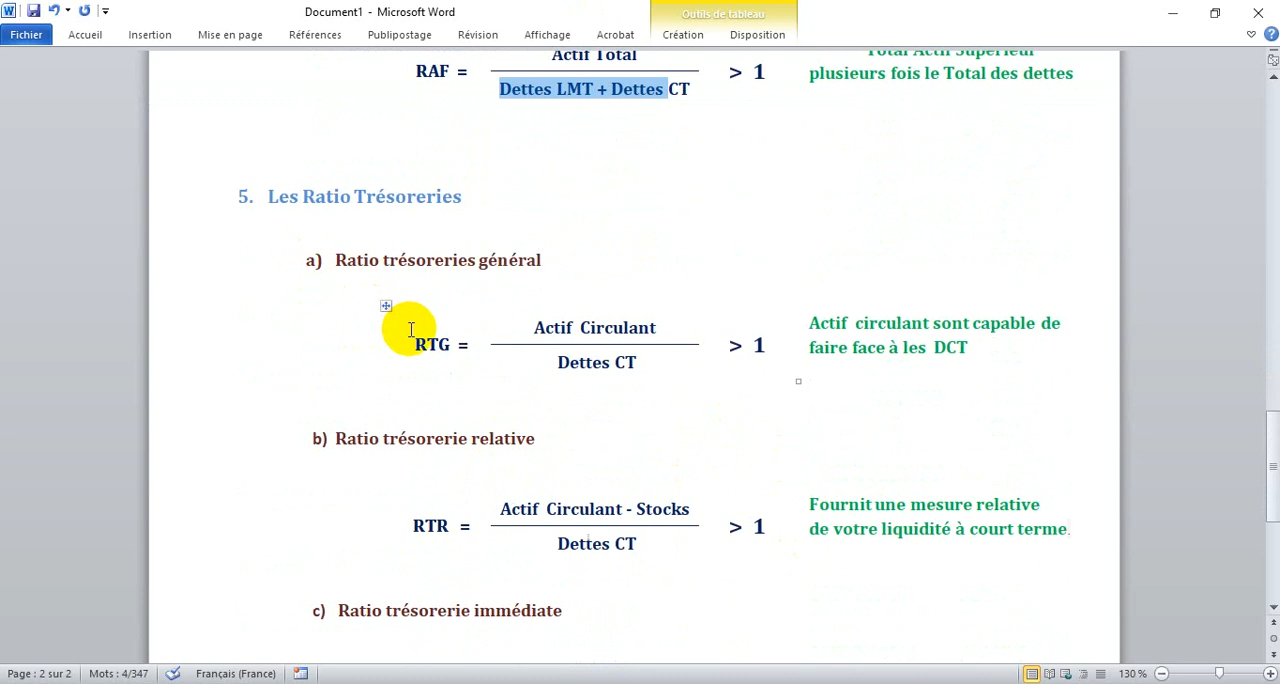 Document1 - Microsoft Word
Outils de tableau
Fichier Accueil Insertion Mise en page Références Publipostage Révision Affichage Acrobat Création Disposition
Actif Total
Total Actif Supérieur
RAF = > 1
plusieurs fois le Total des dettes
Dettes LMT + Dettes CT
5. Les Ratio Trésoreries
a) Ratio trésoreries général
Actif Circulant
Actif circulant sont capable de
RTG = > 1
faire face à les DCT
Dettes CT
b) Ratio trésorerie relative
Actif Circulant - Stocks
Fournit une mesure relative
RTR = > 1
de votre liquidité à court terme.
Dettes CT
c) Ratio trésorerie immédiate
Page : 2 sur 2 Mots : 4/347 Français (France) 130 %